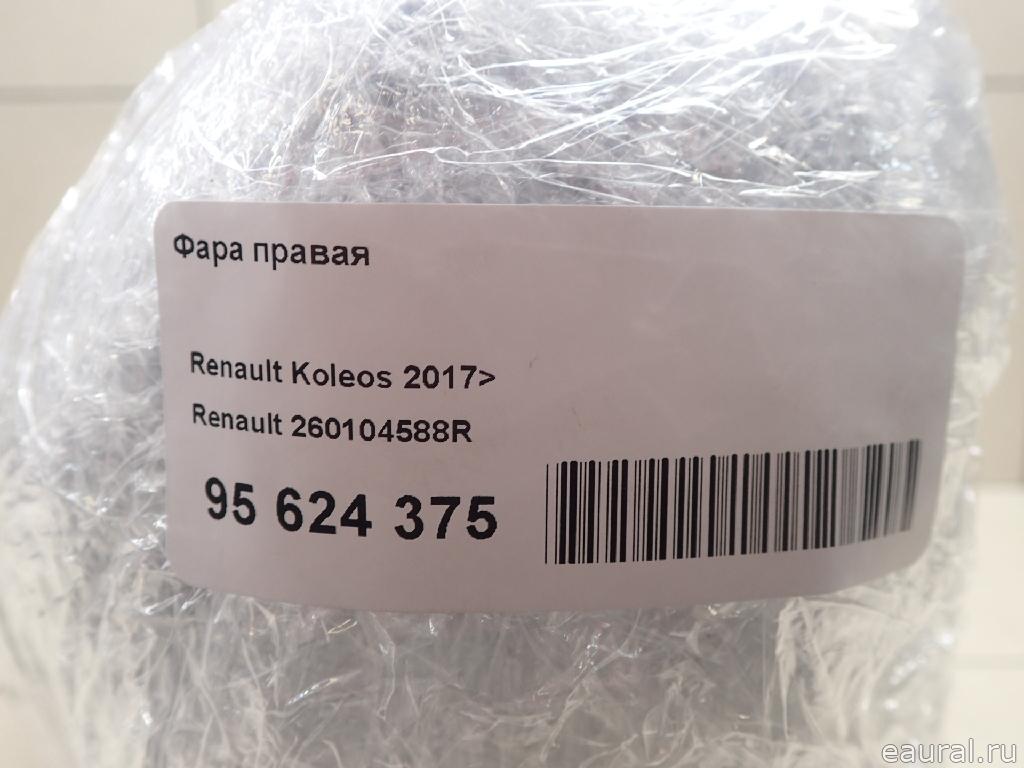 Фара правая
Renault Koleos 2017>
Renault 260104588R
95 624 375
eaural.ru